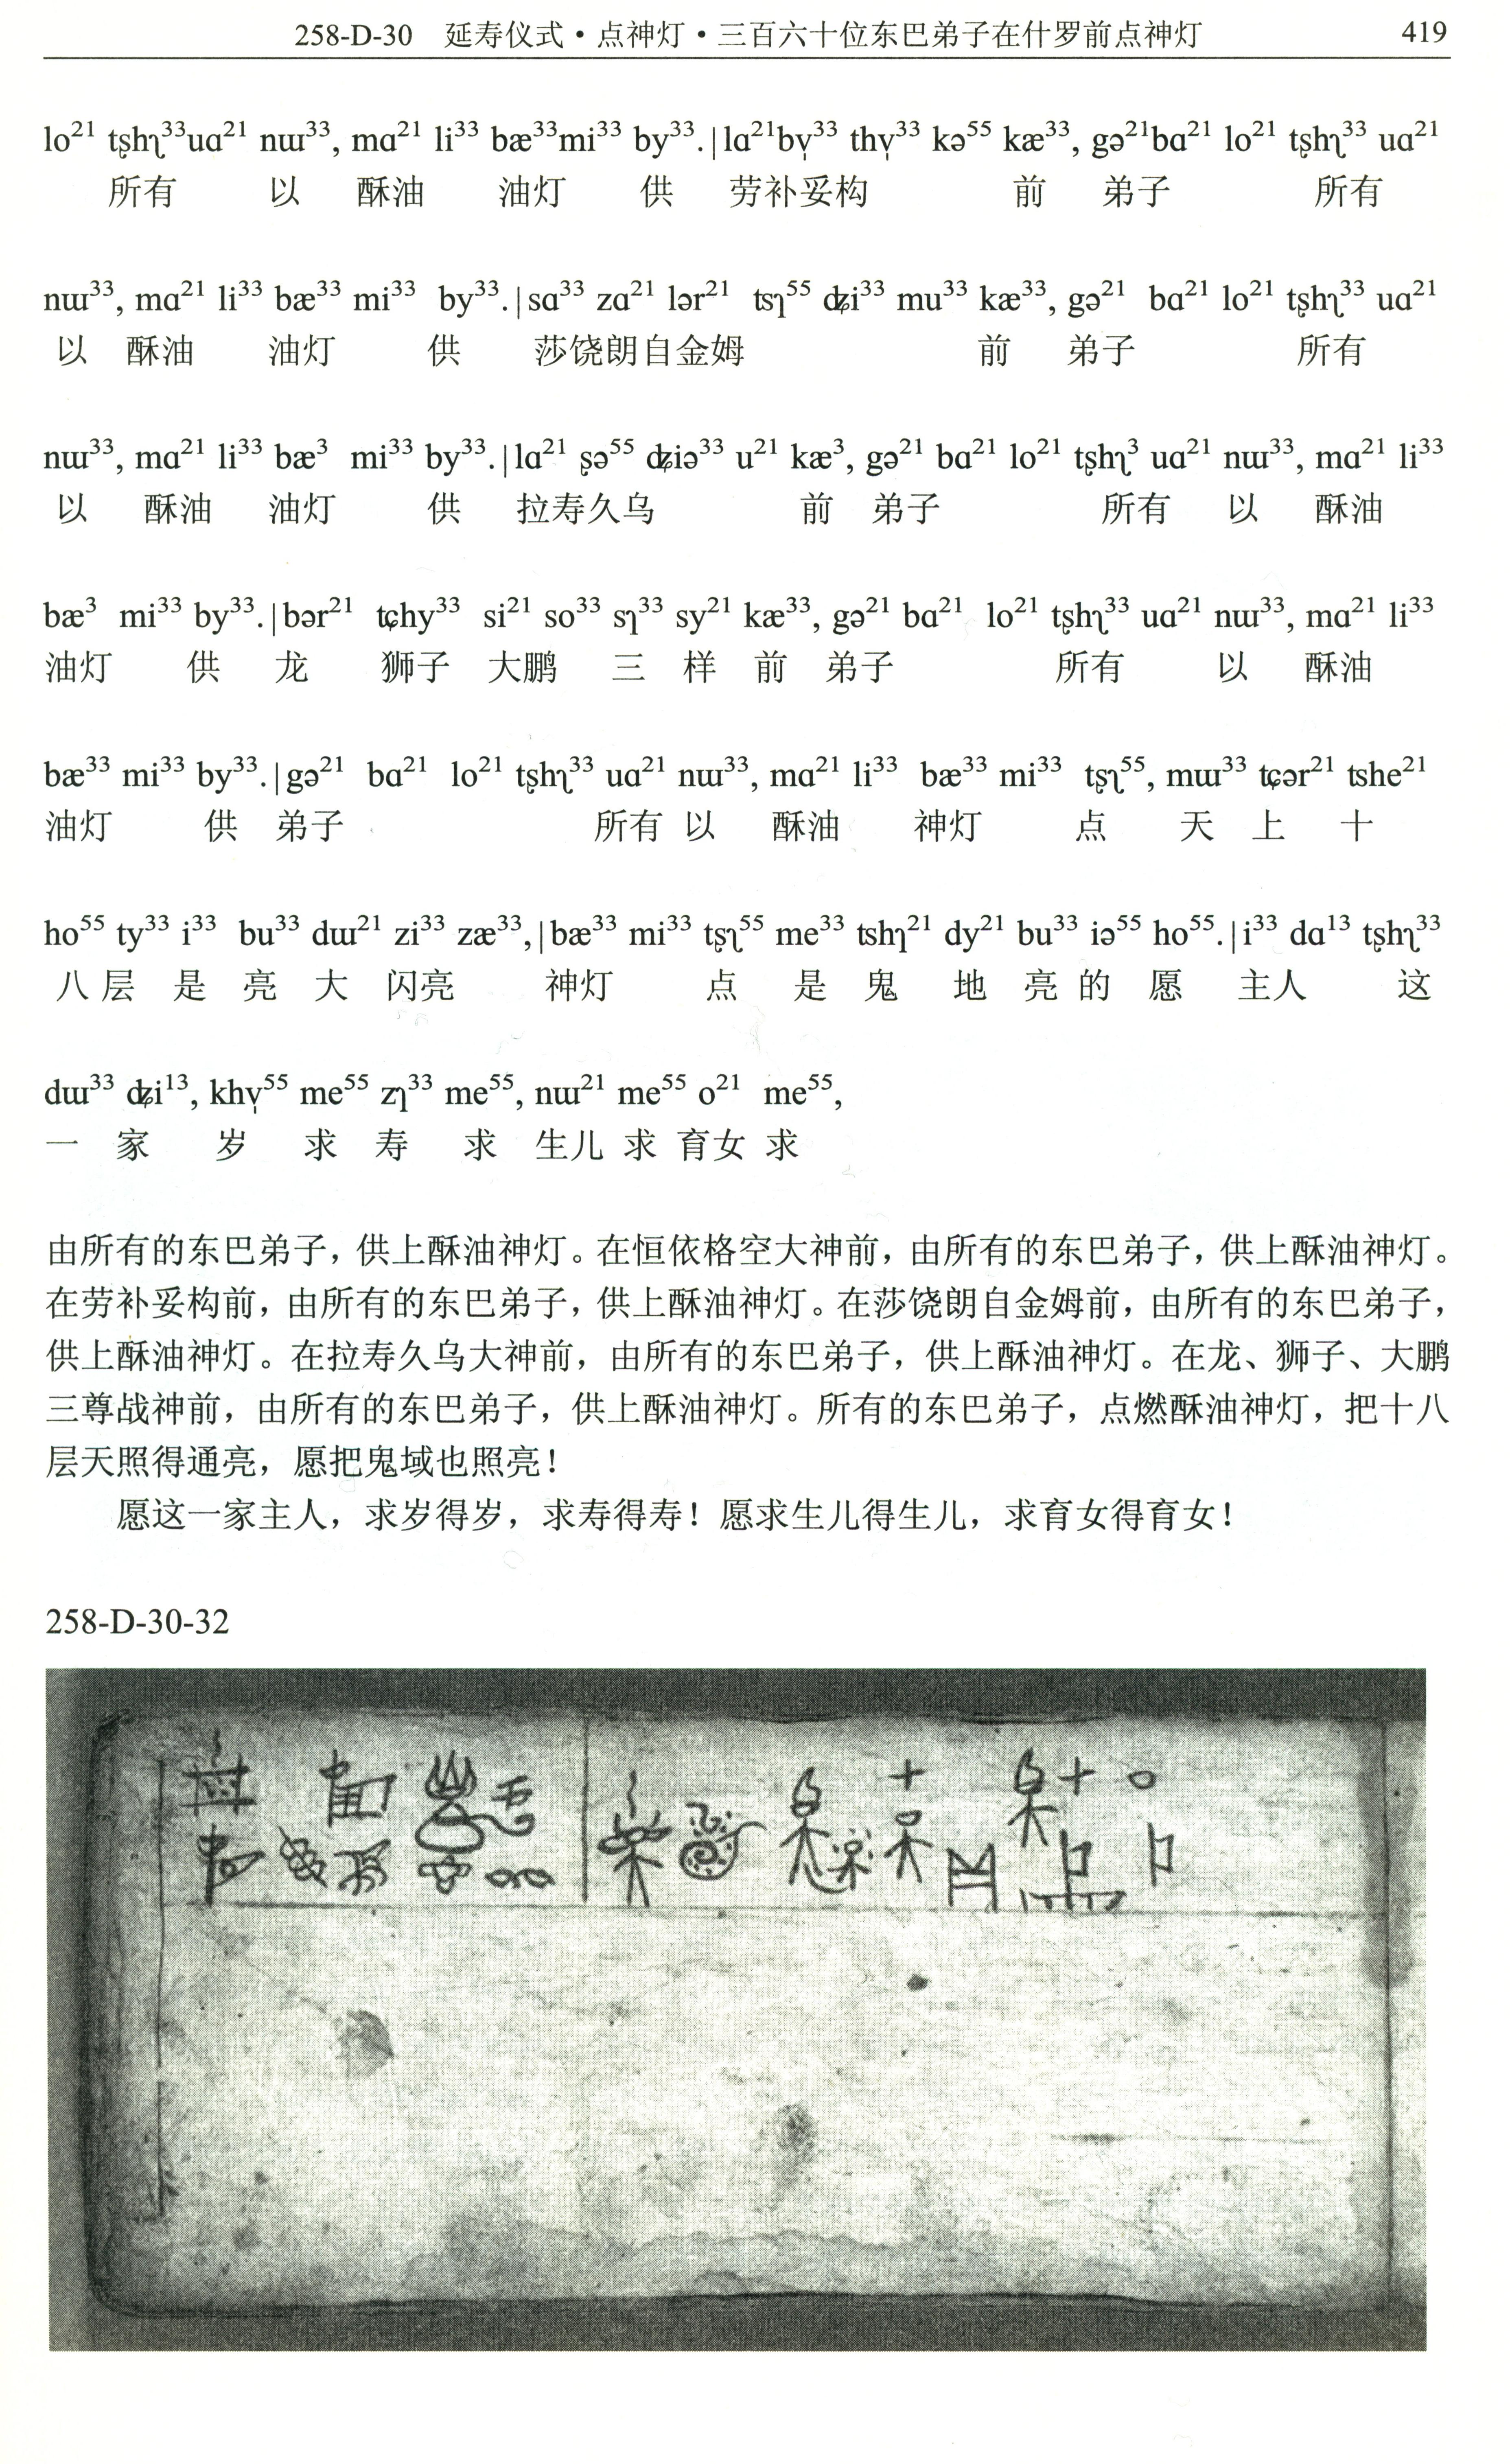 258-D-30 延寿仪式·点神灯·三百六十位东巴弟子在什罗前点神灯 419
lo²¹ tʂhʅ³³uɑ²¹ nɯ³³, mɑ²¹ li³³ bæ³³mi³³ by³³.|lɑ²¹bv̩³³ thv̩³³ kə⁵⁵ kæ³³, gə²¹bɑ²¹ lo²¹ tʂhʅ³³ uɑ²¹
所有 以 酥油 油灯 供 劳补妥构 前 弟子 所有
nɯ³³, mɑ²¹ li³³ bæ³³ mi³³ by³³.|sɑ³³ zɑ²¹ lər²¹ tsʅ⁵⁵ dʑi³³ mu³³ kæ³³, gə²¹ bɑ²¹ lo²¹ tʂhʅ³³ uɑ²¹
以 酥油 油灯 供 莎饶朗自金姆 前 弟子 所有
nɯ³³, mɑ²¹ li³³ bæ³ mi³³ by³³.|lɑ²¹ ʂə⁵⁵ dʑiə³³ u²¹ kæ³, gə²¹ bɑ²¹ lo²¹ tʂhʅ³ uɑ²¹ nɯ³³, mɑ²¹ li³³
以 酥油 油灯 供 拉寿久乌 前 弟子 所有 以 酥油
bæ³ mi³³ by³³.|bər²¹ tɕhy³³ si²¹ so³³ sʅ³³ sy²¹ kæ³³, gə²¹ bɑ²¹ lo²¹ tʂhʅ³³ uɑ²¹ nɯ³³, mɑ²¹ li³³
油灯 供 龙 狮子 大鹏 三 样 前 弟子 所有 以 酥油
bæ³³ mi³³ by³³.|gə²¹ bɑ²¹ lo²¹ tʂhʅ³³ uɑ²¹ nɯ³³, mɑ²¹ li³³ bæ³³ mi³³ tʂʅ⁵⁵, mɯ³³ tɕər²¹ tshe²¹
油灯 供 弟子 所有 以 酥油 神灯 点 天 上 十
ho⁵⁵ ty³³ i³³ bu³³ dɯ²¹ zi³³ zæ³³,|bæ³³ mi³³ tʂʅ⁵⁵ me³³ tshʅ²¹ dy²¹ bu³³ iə⁵⁵ ho⁵⁵.|i³³ dɑ¹³ tʂhʅ³³
八 层 是 亮 大 闪亮 神灯 点 是 鬼 地 亮 的 愿 主人 这
dɯ³³ dʑi¹³, khv̩⁵⁵ me⁵⁵ zʅ³³ me⁵⁵, nɯ²¹ me⁵⁵ o²¹ me⁵⁵,
一 家 岁 求 寿 求 生儿 求 育女 求
由所有的东巴弟子，供上酥油神灯。在恒依格空大神前，由所有的东巴弟子，供上酥油神灯。
在劳补妥构前，由所有的东巴弟子，供上酥油神灯。在莎饶朗自金姆前，由所有的东巴弟子，
供上酥油神灯。在拉寿久乌大神前，由所有的东巴弟子，供上酥油神灯。在龙、狮子、大鹏
三尊战神前，由所有的东巴弟子，供上酥油神灯。所有的东巴弟子，点燃酥油神灯，把十八
层天照得通亮，愿把鬼域也照亮！
愿这一家主人，求岁得岁，求寿得寿！愿求生儿得生儿，求育女得育女！
258-D-30-32